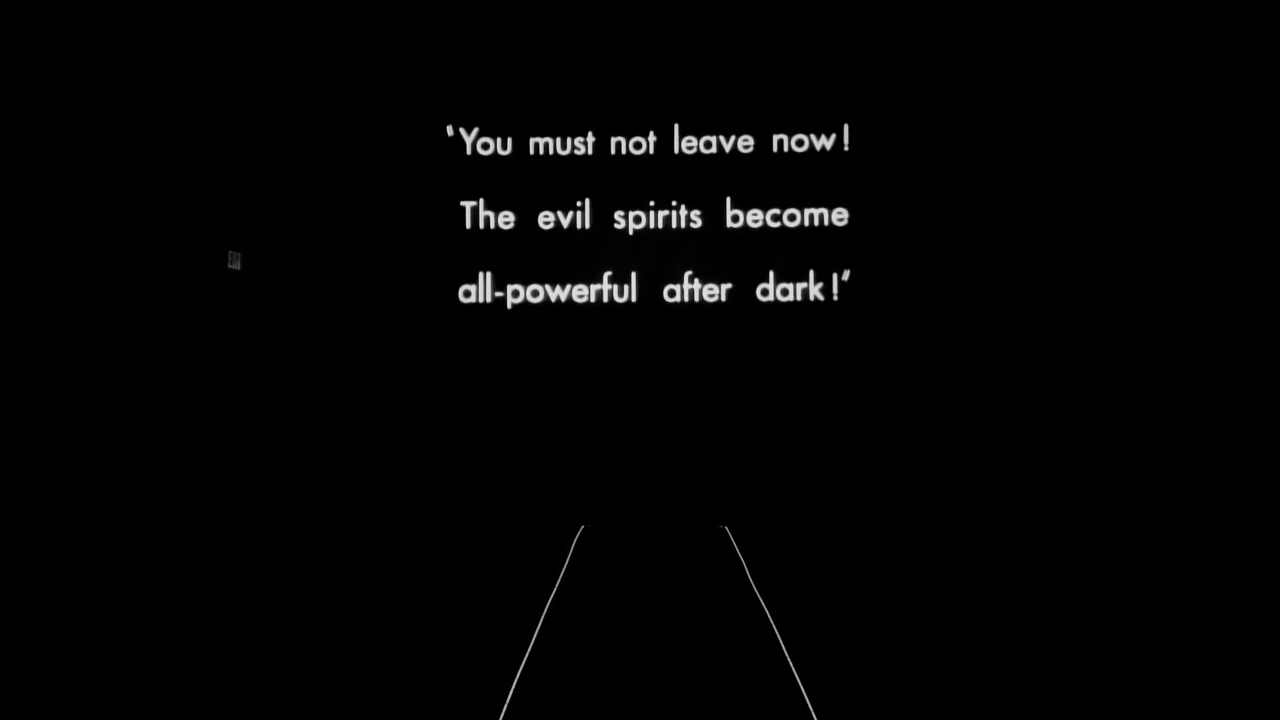 "You must not leave now!
The evil spirits become
all-powerful after dark!"